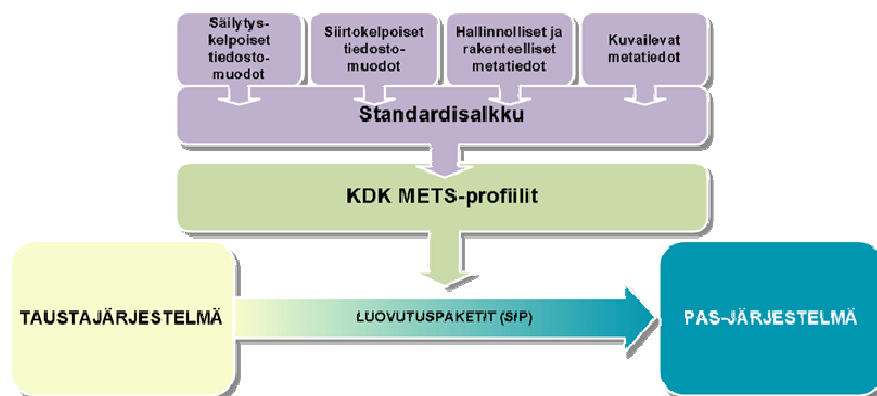 Säilytys-
kelpoiset
tiedosto-
muodot
Siirtokelpoiset
tiedosto-
muodot
Hallinnolliset ja
rakenteelliset
metatiedot
Kuvailevat
metatiedot
Standardisalkku
KDK METS-profiilit
TAUSTAJÄRJESTELMÄ
LUOVUTUSPAKETIT (SIP)
PAS-JÄRJESTELMÄ